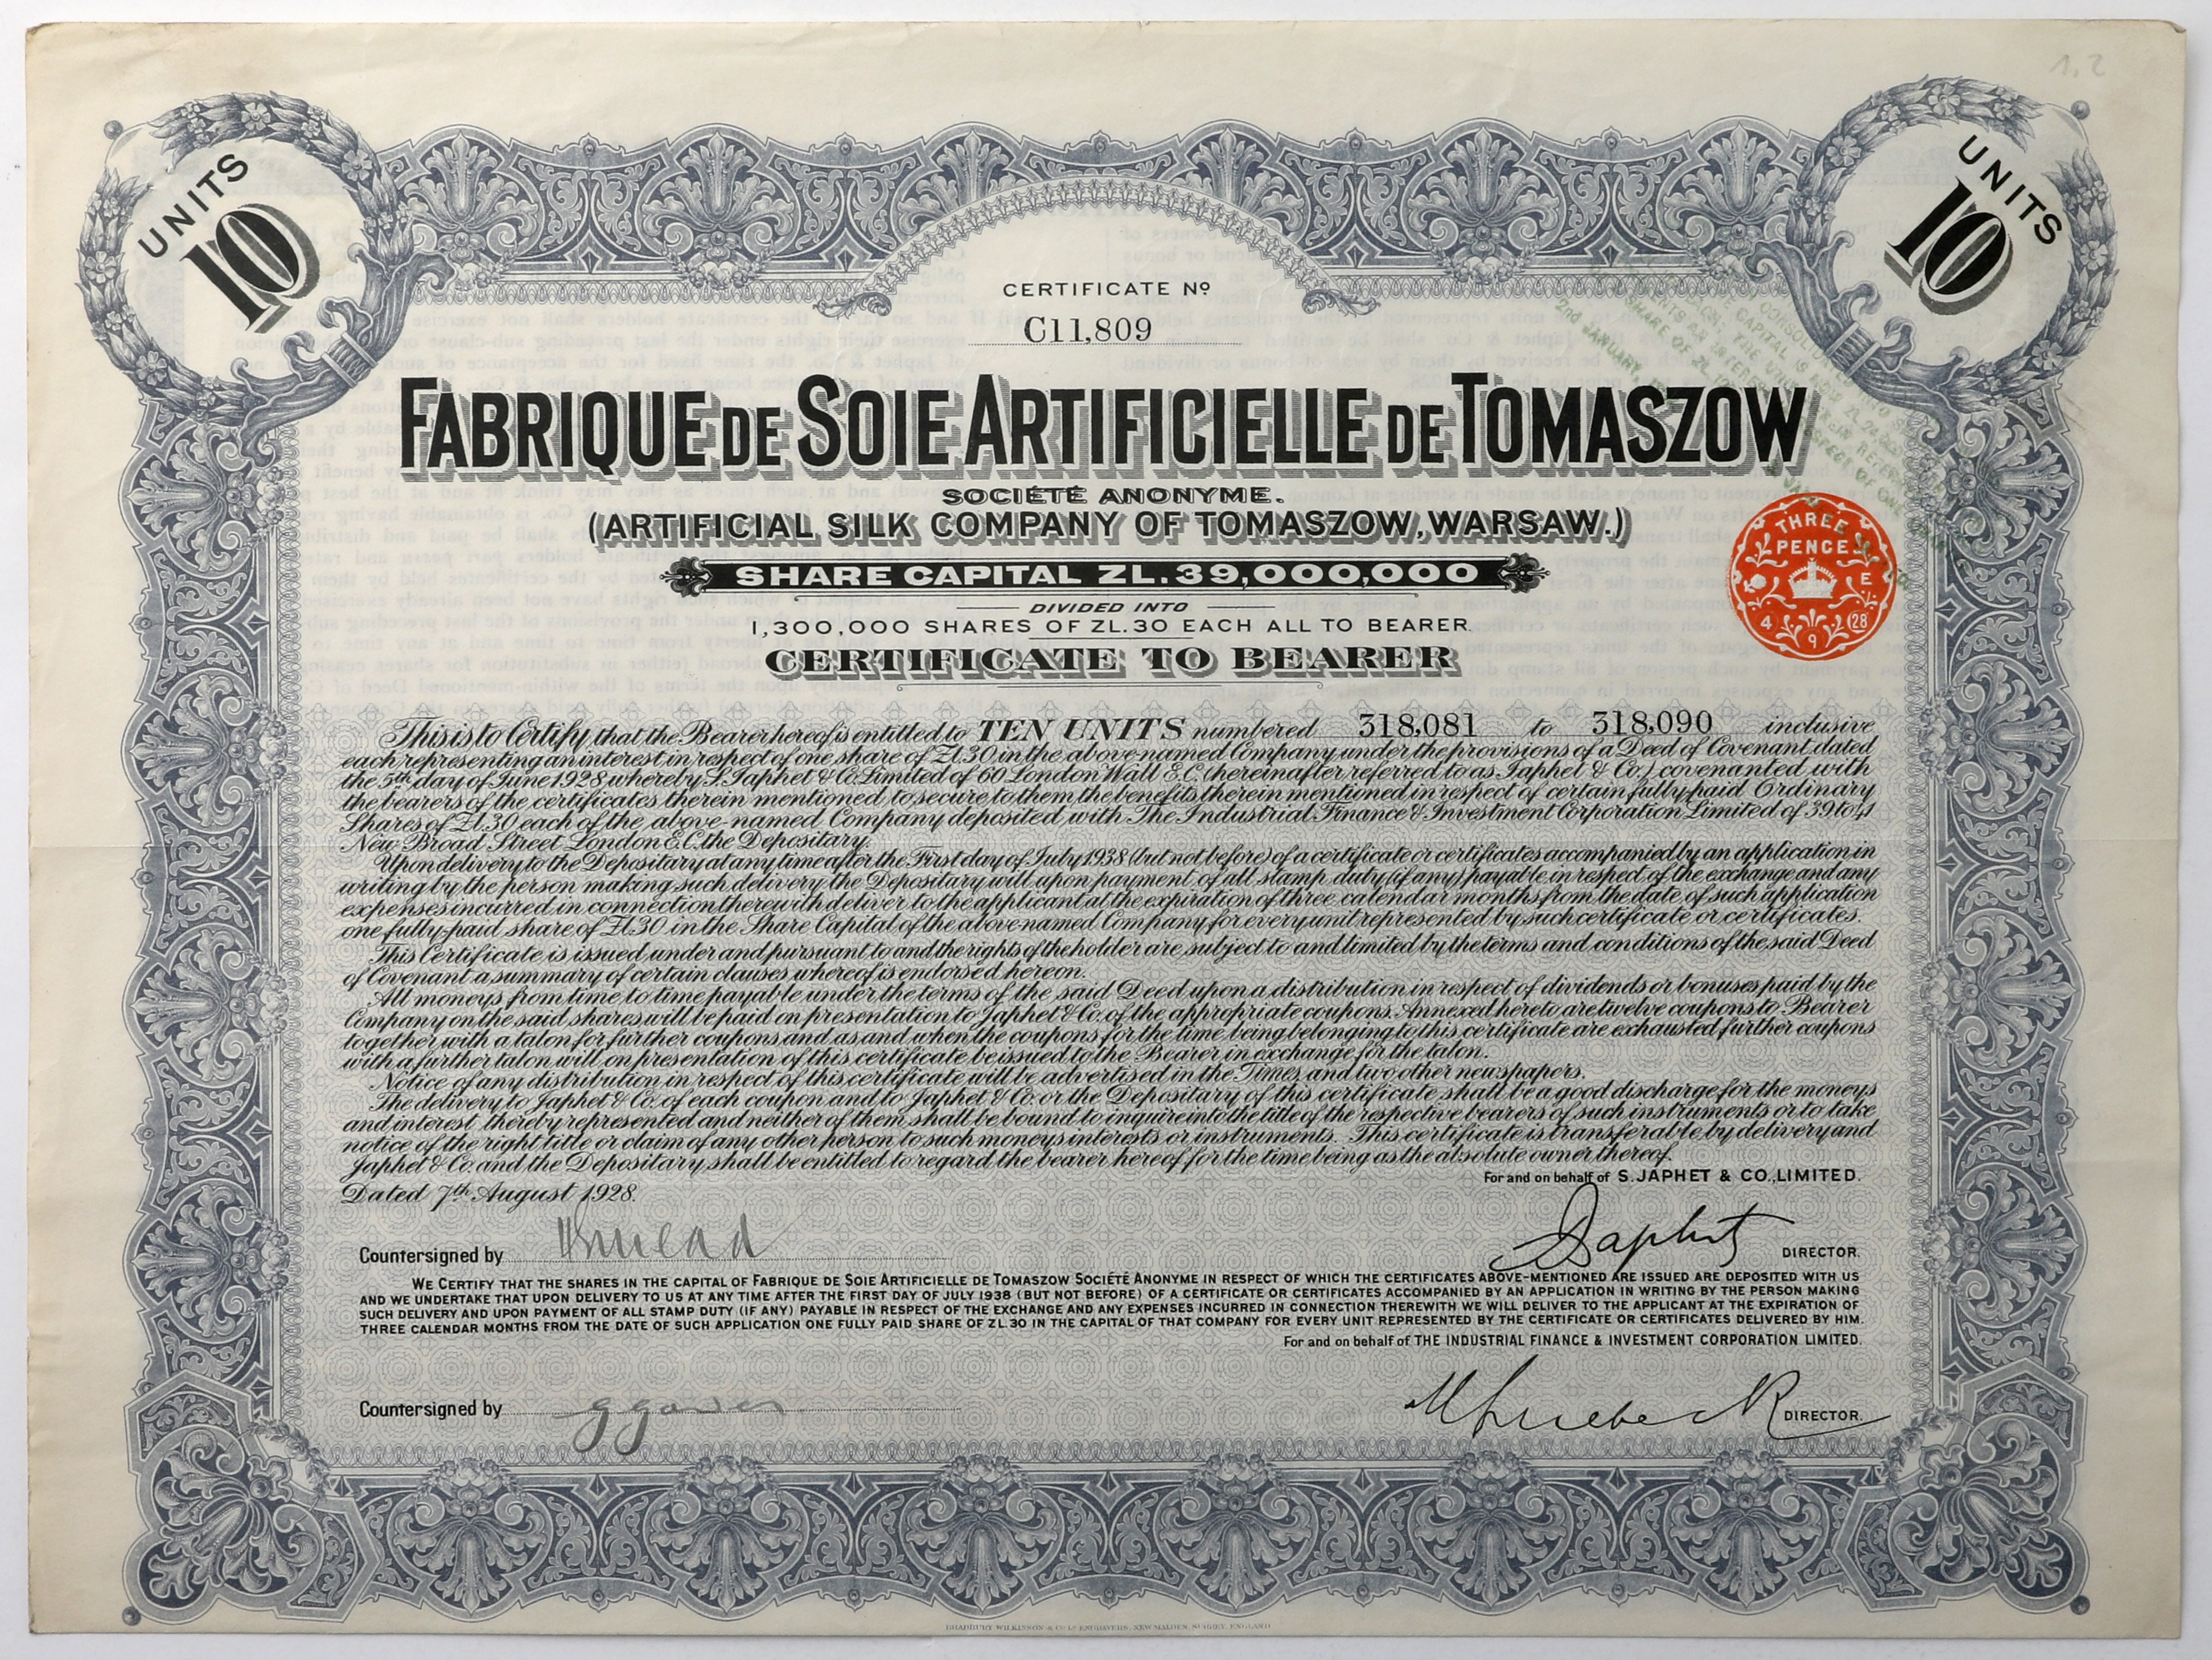 UNITS
10
UNITS
10
CERTIFICATE Nº
C11,809
FABRIQUE DE SOIE ARTIFICIELLE DE TOMASZOW
SOCIÉTÉ ANONYME.
(ARTIFICIAL SILK COMPANY OF TOMASZOW, WARSAW.)
SHARE CAPITAL ZL.39,000,000
DIVIDED INTO
1,300,000 SHARES OF ZL.30 EACH ALL TO BEARER.
CERTIFICATE TO BEARER
THREE
PENCE
E
4 9 28
This is to Certify that the Bearer hereof is entitled to TEN UNITS numbered 318,081 to 318,090 inclusive
each representing an interest in respect of one share of Zl.30 in the above-named Company under the provisions of a Deed of Covenant dated
the 5th day of June 1928 whereby S. Japhet & Co. Limited of 60 London Wall E.C. (hereinafter referred to as Japhet & Co.) covenanted with
the bearers of the certificates therein mentioned to secure to them the benefits therein mentioned in respect of certain fully paid Ordinary
Shares of Zl.30 each of the above-named Company deposited with The Industrial Finance & Investment Corporation Limited of 39 to 41
New Broad Street London E.C. the Depositary.
Upon delivery to the Depositary at any time after the First day of July 1938 (but not before) of a certificate or certificates accompanied by an application in
writing by the person making such delivery the Depositary will upon payment of all stamp duty (if any) payable in respect of the exchange and any
expenses incurred in connection therewith deliver to the applicant at the expiration of three calendar months from the date of such application
one fully-paid share of Zl.30 in the Share Capital of the above-named Company for every unit represented by such certificate or certificates.
This Certificate is issued under and pursuant to and the rights of the holder are subject to and limited by the terms and conditions of the said Deed
of Covenant a summary of certain clauses whereof is endorsed hereon.
All moneys from time to time payable under the terms of the said Deed upon a distribution in respect of dividends or bonuses paid by the
Company on the said shares will be paid on presentation to Japhet & Co. of the appropriate coupons. Annexed hereto are twelve coupons to Bearer
together with a talon for further coupons and as and when the coupons for the time being belonging to this certificate are exhausted further coupons
with a further talon will on presentation of this certificate be issued to the Bearer in exchange for the talon.
Notice of any distribution in respect of this certificate will be advertised in the Times and two other newspapers.
The delivery to Japhet & Co. of each coupon and to Japhet & Co. or the Depositary of this certificate shall be a good discharge for the moneys
and interest thereby represented and neither of them shall be bound to inquire into the title of the respective bearers of such instruments or to take
notice of the right title or claim of any other person to such moneys interests or instruments. This certificate is transferable by delivery and
Japhet & Co. and the Depositary shall be entitled to regard the bearer hereof for the time being as the absolute owner thereof.
For and on behalf of S. JAPHET & CO., LIMITED.
Dated 7th August 1928.
Countersigned by
Japhet DIRECTOR.
WE CERTIFY THAT THE SHARES IN THE CAPITAL OF FABRIQUE DE SOIE ARTIFICIELLE DE TOMASZOW SOCIÉTÉ ANONYME IN RESPECT OF WHICH THE CERTIFICATES ABOVE-MENTIONED ARE ISSUED ARE DEPOSITED WITH US
AND WE UNDERTAKE THAT UPON DELIVERY TO US AT ANY TIME AFTER THE FIRST DAY OF JULY 1938 (BUT NOT BEFORE) OF A CERTIFICATE OR CERTIFICATES ACCOMPANIED BY AN APPLICATION IN WRITING BY THE PERSON MAKING
SUCH DELIVERY AND UPON PAYMENT OF ALL STAMP DUTY (IF ANY) PAYABLE IN RESPECT OF THE EXCHANGE AND ANY EXPENSES INCURRED IN CONNECTION THEREWITH WE WILL DELIVER TO THE APPLICANT AT THE EXPIRATION OF
THREE CALENDAR MONTHS FROM THE DATE OF SUCH APPLICATION ONE FULLY PAID SHARE OF ZL.30 IN THE CAPITAL OF THAT COMPANY FOR EVERY UNIT REPRESENTED BY THE CERTIFICATE OR CERTIFICATES DELIVERED BY HIM.
For and on behalf of THE INDUSTRIAL FINANCE & INVESTMENT CORPORATION LIMITED.
Countersigned by
DIRECTOR.
BRADBURY WILKINSON & Co Ld ENGRAVERS, NEW MALDEN, SURREY, ENGLAND